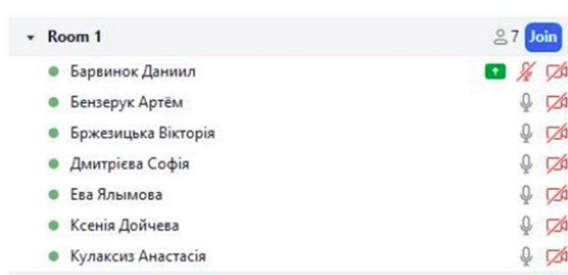 Room 1 7 Join
Барвинок Даниил
Бензерук Артём
Бржезицька Вікторія
Дмитрієва Софія
Ева Ялымова
Ксенія Дойчева
Кулаксиз Анастасія